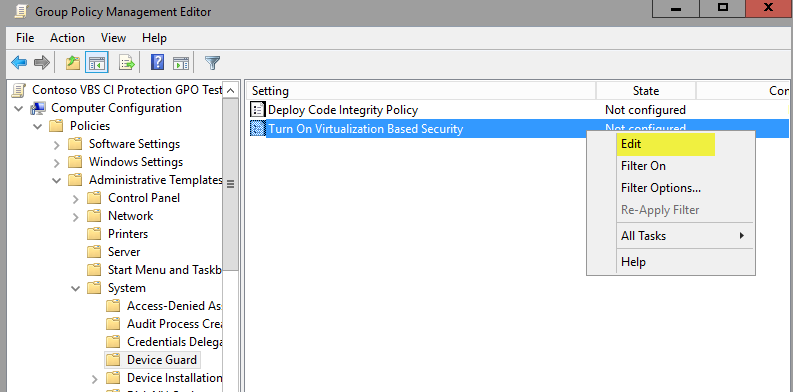 Group Policy Management Editor
File Action View Help
Contoso VBS CI Protection GPO Test
Computer Configuration
Policies
Software Settings
Windows Settings
Administrative Templates
Control Panel
Network
Printers
Server
Start Menu and Taskb
System
Access-Denied As
Audit Process Crea
Credentials Delega
Device Guard
Device Installation
Setting State Cor
Deploy Code Integrity Policy Not configured
Turn On Virtualization Based Security Not configured
Edit
Filter On
Filter Options...
Re-Apply Filter
All Tasks
Help